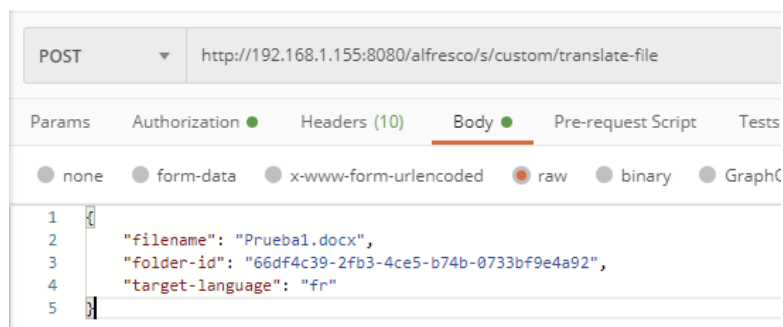 POST http://192.168.1.155:8080/alfresco/s/custom/translate-file
Params Authorization Headers (10) Body Pre-request Script Tests
none form-data x-www-form-urlencoded raw binary
1 {
2 "filename": "Prueba1.docx",
3 "folder-id": "66df4c39-2fb3-4ce5-b74b-0733bf9e4a92",
4 "target-language": "fr"
5 }